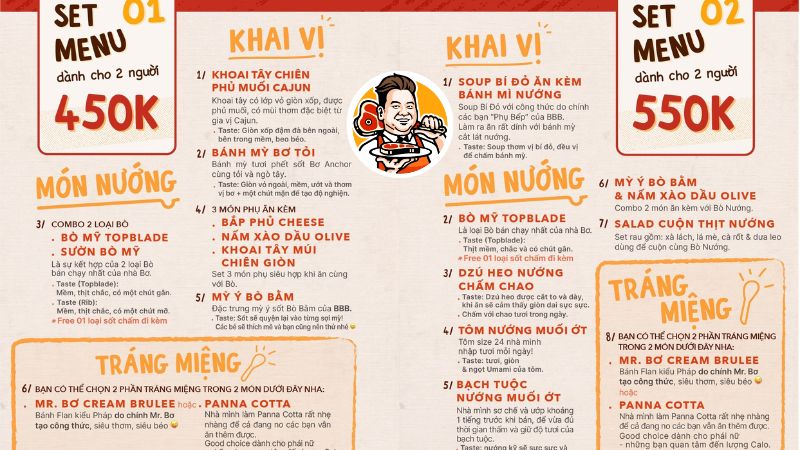 SET 01
MENU
dành cho 2 người
450K
KHAI VỊ
1/ KHOAI TÂY CHIÊN
PHỦ MUỐI CAJUN
Khoai tây có lớp vỏ giòn xốp, được
phủ muối, có mùi thơm đặc biệt từ
gia vị Cajun.
. Taste: Giòn xốp đậm đà bên ngoài,
bên trong mềm, beo béo.
2/ BÁNH MỲ BƠ TỎI
Bánh mỳ tươi phết sốt Bơ Anchor
cùng tỏi và ngò tây.
. Taste: Giòn vỏ ngoài, mềm, ướt và thơm
vị bơ + một chút mặn để tạo độ nghiện.
MÓN NƯỚNG
3/ COMBO 2 LOẠI BÒ
. BÒ MỸ TOPBLADE
. SƯỜN BÒ MỸ
Là sự kết hợp của 2 loại Bò
bán chạy nhất của nhà Bơ.
. Taste (Topblade):
Mềm, thịt chắc, có một chút gân.
. Taste (Rib):
Mềm, thịt chắc, có một chút mỡ.
* Free 01 loại sốt chấm đi kèm
4/ 3 MÓN PHỤ ĂN KÈM
. BẮP PHỦ CHEESE
. NẤM XÀO DẦU OLIVE
. KHOAI TÂY MÚI
CHIÊN GIÒN
Set 3 món phụ siêu hợp khi ăn cùng
với Bò.
5/ MỲ Ý BÒ BẰM
Đặc trưng mỳ ý sốt Bò Bằm của BBB.
. Taste: Sốt sẽ quyện lại vào từng sợi mì!
Các bé sẽ thích mê và bạn cũng nên thử nhé
TRÁNG MIỆNG
6/ BẠN CÓ THỂ CHỌN 2 PHẦN TRÁNG MIỆNG TRONG 2 MÓN DƯỚI ĐÂY NHA:
. MR. BƠ CREAM BRULEE hoặc
Bánh Flan kiểu Pháp do chính Mr. Bơ
tạo công thức, siêu thơm, siêu béo
. PANNA COTTA
Nhà mình làm Panna Cotta rất nhẹ
nhàng để cả đang no các bạn vẫn
ăn thêm được.
Good choice dành cho phái nữ
SET 02
MENU
dành cho 2 người
550K
KHAI VỊ
1/ SOUP BÍ ĐỎ ĂN KÈM
BÁNH MÌ NƯỚNG
Soup Bí Đỏ với công thức do chính
các bạn "Phụ Bếp" của BBB.
Làm ra ăn rất dính với bánh mỳ
cắt lát nướng.
. Taste: Soup thơm vị bí đỏ, đều vị
để chấm bánh mỳ.
MÓN NƯỚNG
2/ BÒ MỸ TOPBLADE
Là loại Bò bán chạy nhất của nhà Bơ.
. Taste (Topblade):
Thịt mềm, chắc và có chút gân.
* Free 01 loại sốt chấm đi kèm
3/ DZÚ HEO NƯỚNG
CHẤM CHAO
. Taste: Dzú heo được cắt to và dày,
khi ăn sẽ cảm thấy giòn dai sực sực.
. Chấm với chao tươi trong ngày.
4/ TÔM NƯỚNG MUỐI ỚT
Tôm size 24 nhà mình
nhập tươi mỗi ngày!
. Taste: tươi, giòn
& ngọt Umami của tôm.
5/ BẠCH TUỘC
NƯỚNG MUỐI ỚT
Nhà mình sơ chế và ướp khoảng
1 tiếng trước khi bán, để vừa đủ
thời gian thấm và giữ độ tươi của
bạch tuộc.
. Taste: nướng kỹ sẽ sực sực và
6/ MỲ Ý BÒ BẰM
& NẤM XÀO DẦU OLIVE
Combo 2 món ăn kèm với Bò Nướng.
7/ SALAD CUỘN THỊT NƯỚNG
Set rau gồm: xà lách, lá mè, cà rốt & dưa leo
dùng để cuộn cùng Bò Nướng.
TRÁNG
MIỆNG
8/ BẠN CÓ THỂ CHỌN 2 PHẦN TRÁNG MIỆNG
TRONG 2 MÓN DƯỚI ĐÂY NHA:
. MR. BƠ CREAM BRULEE
Bánh Flan kiểu Pháp do chính Mr. Bơ
tạo công thức, siêu thơm, siêu béo
. PANNA COTTA
Nhà mình làm Panna Cotta rất nhẹ nhàng
để cả đang no các bạn vẫn ăn thêm được.
Good choice dành cho phái nữ
- những bạn quan tâm đến lượng Calo.